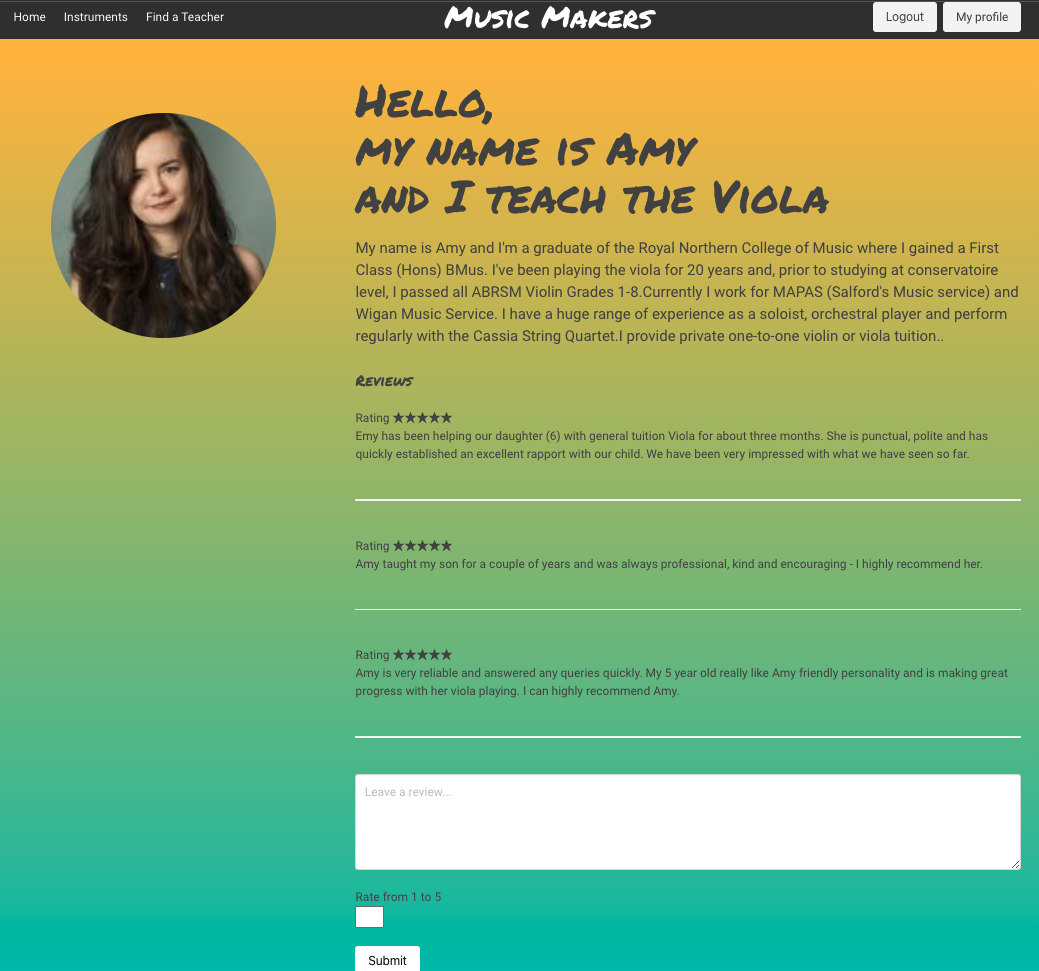 Home Instruments Find a Teacher Music Makers Logout My profile
Hello,
my name is Amy
and I teach the Viola
My name is Amy and I'm a graduate of the Royal Northern College of Music where I gained a First
Class (Hons) BMus. I've been playing the viola for 20 years and, prior to studying at conservatoire
level, I passed all ABRSM Violin Grades 1-8.Currently I work for MAPAS (Salford's Music service) and
Wigan Music Service. I have a huge range of experience as a soloist, orchestral player and perform
regularly with the Cassia String Quartet.I provide private one-to-one violin or viola tuition..
Reviews
Rating ★★★★★
Emy has been helping our daughter (6) with general tuition Viola for about three months. She is punctual, polite and has
quickly established an excellent rapport with our child. We have been very impressed with what we have seen so far.
Rating ★★★★★
Amy taught my son for a couple of years and was always professional, kind and encouraging - I highly recommend her.
Rating ★★★★★
Amy is very reliable and answered any queries quickly. My 5 year old really like Amy friendly personality and is making great
progress with her viola playing. I can highly recommend Amy.
Leave a review...
Rate from 1 to 5
Submit